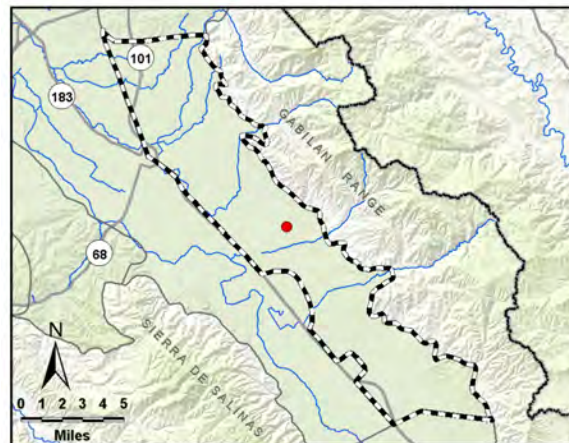 101
183
GABILAN RANGE
68
SIERRA DE SALINAS
N
0 1 2 3 4 5
Miles